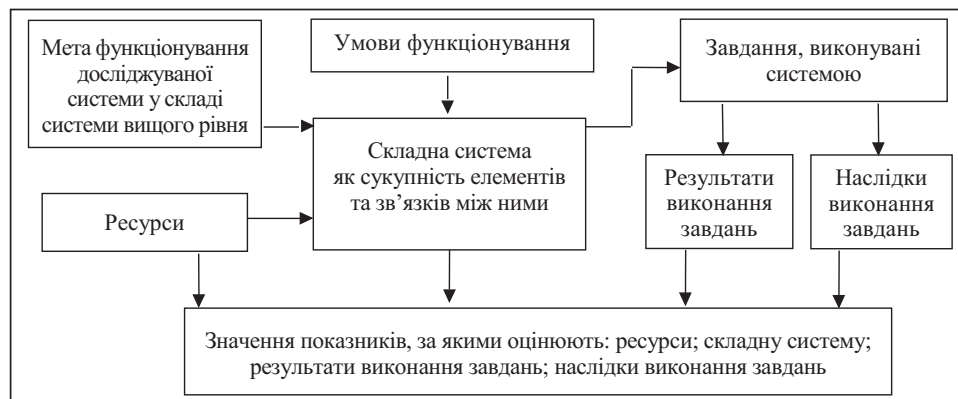 Мета функціонування
досліджуваної
системи у складі
системи вищого рівня
Умови функціонування
Завдання, виконувані
системою
Складна система
як сукупність елементів
та зв’язків між ними
Ресурси
Результати
виконання
завдань
Наслідки
виконання
завдань
Значення показників, за якими оцінюють: ресурси; складну систему;
результати виконання завдань; наслідки виконання завдань